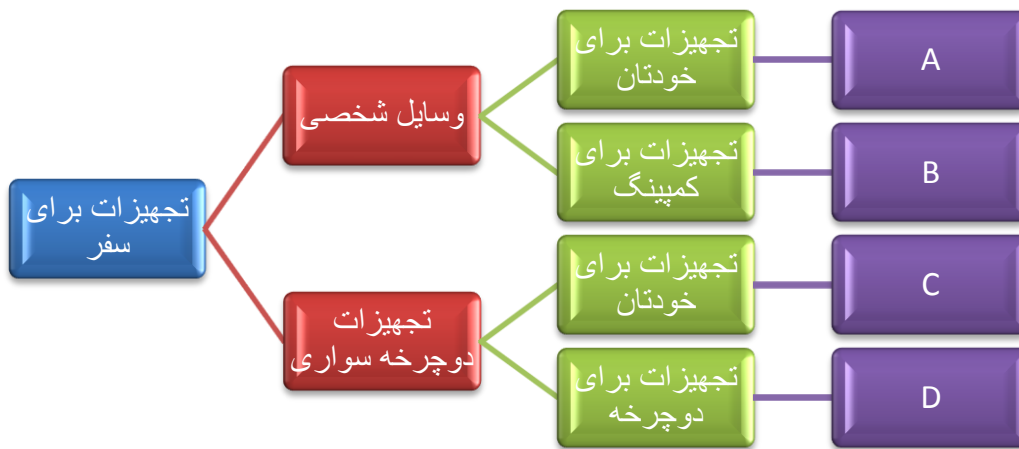 تجهیزات برای
سفر
وسایل شخصی
تجهیزات برای
خودتان
A
تجهیزات برای
کمپینگ
B
تجهیزات
دوچرخه سواری
تجهیزات برای
خودتان
C
تجهیزات برای
دوچرخه
D